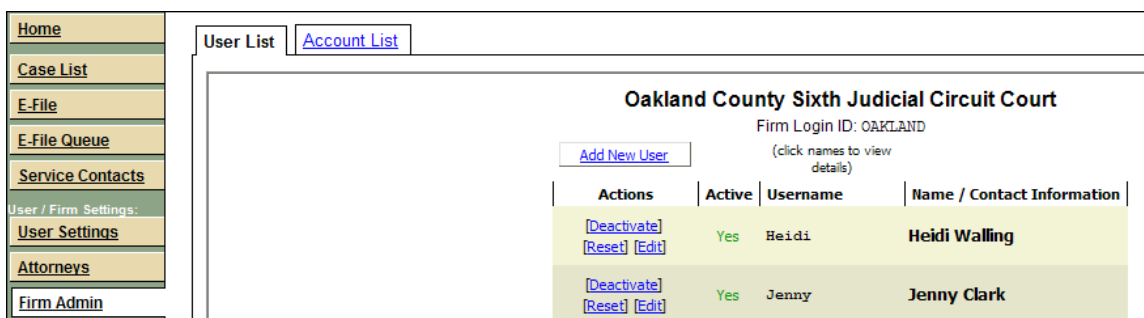 Home
Case List
E-File
E-File Queue
Service Contacts
User / Firm Settings:
User Settings
Attorneys
Firm Admin
User List Account List
Oakland County Sixth Judicial Circuit Court
Firm Login ID: OAKLAND
Add New User (click names to view
details)
Actions Active Username Name / Contact Information
[Deactivate]
[Reset] [Edit] Yes Heidi Heidi Walling
[Deactivate]
[Reset] [Edit] Yes Jenny Jenny Clark